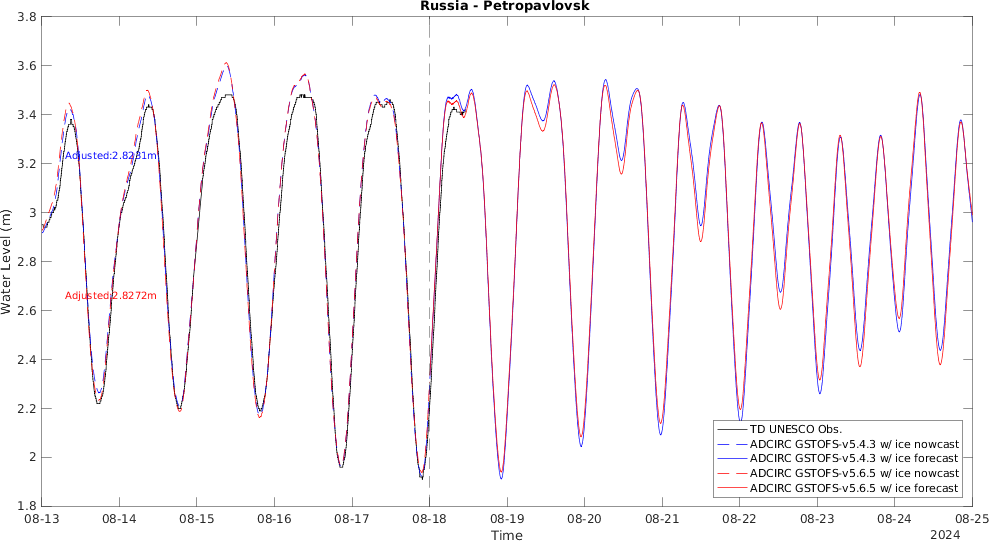 Russia - Petropavlovsk
3.8
3.6
3.4
3.2
3
2.8
2.6
2.4
2.2
2
1.8
Water Level (m)
Adjusted:2.8231m
Adjusted:2.8272m
TD UNESCO Obs.
ADCIRC GSTOFS-v5.4.3 w/ ice nowcast
ADCIRC GSTOFS-v5.4.3 w/ ice forecast
ADCIRC GSTOFS-v5.6.5 w/ ice nowcast
ADCIRC GSTOFS-v5.6.5 w/ ice forecast
08-13 08-14 08-15 08-16 08-17 08-18 08-19 08-20 08-21 08-22 08-23 08-24 08-25
Time
2024